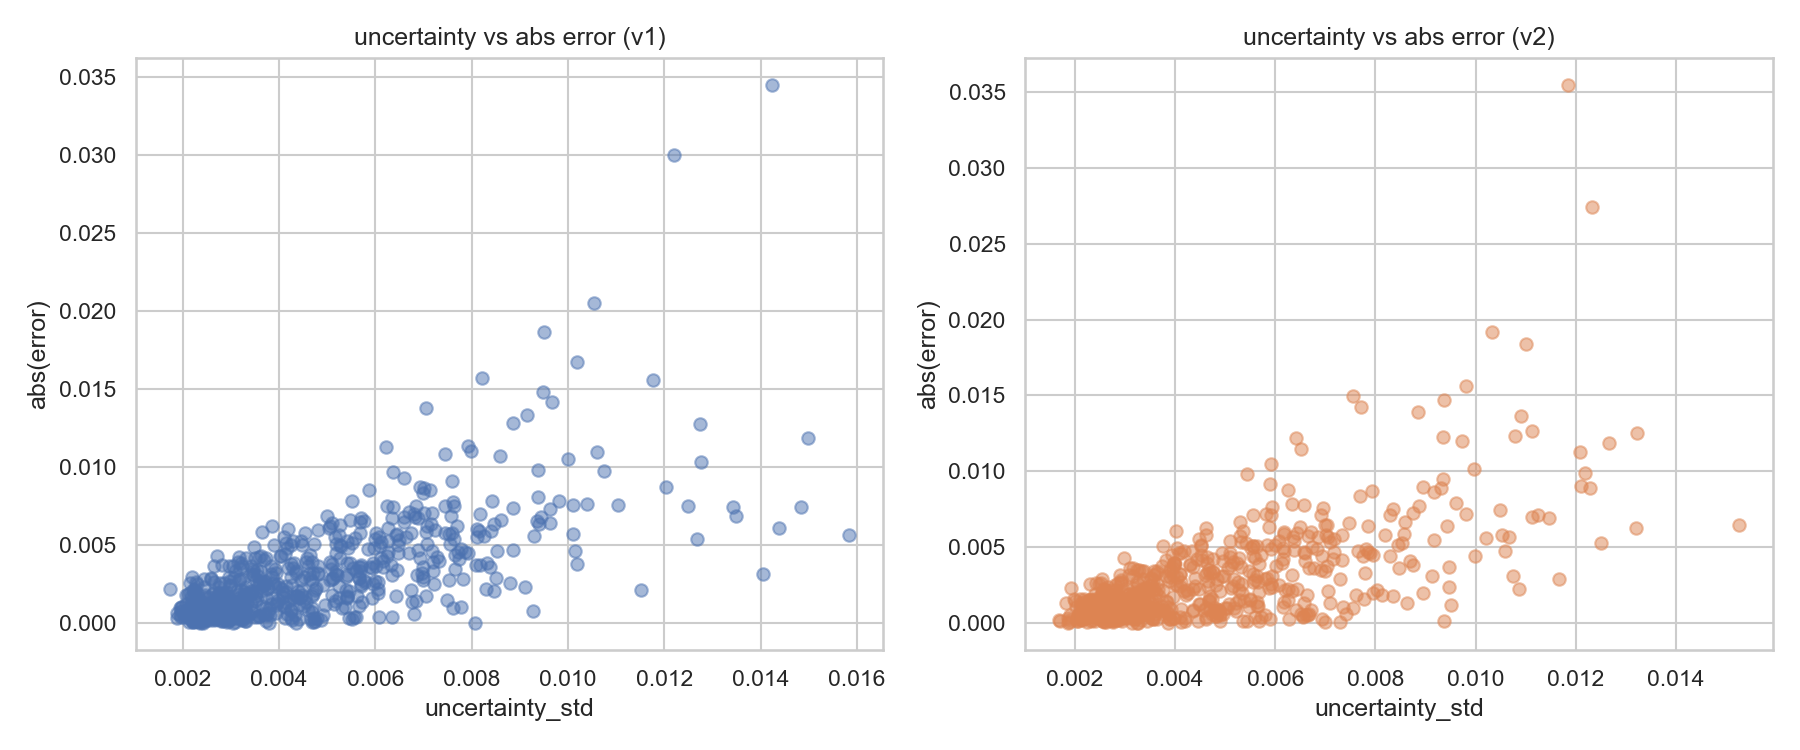 uncertainty vs abs error (v1)
abs(error)
0.035
0.030
0.025
0.020
0.015
0.010
0.005
0.000
0.002 0.004 0.006 0.008 0.010 0.012 0.014 0.016
uncertainty_std
uncertainty vs abs error (v2)
abs(error)
0.035
0.030
0.025
0.020
0.015
0.010
0.005
0.000
0.002 0.004 0.006 0.008 0.010 0.012 0.014
uncertainty_std